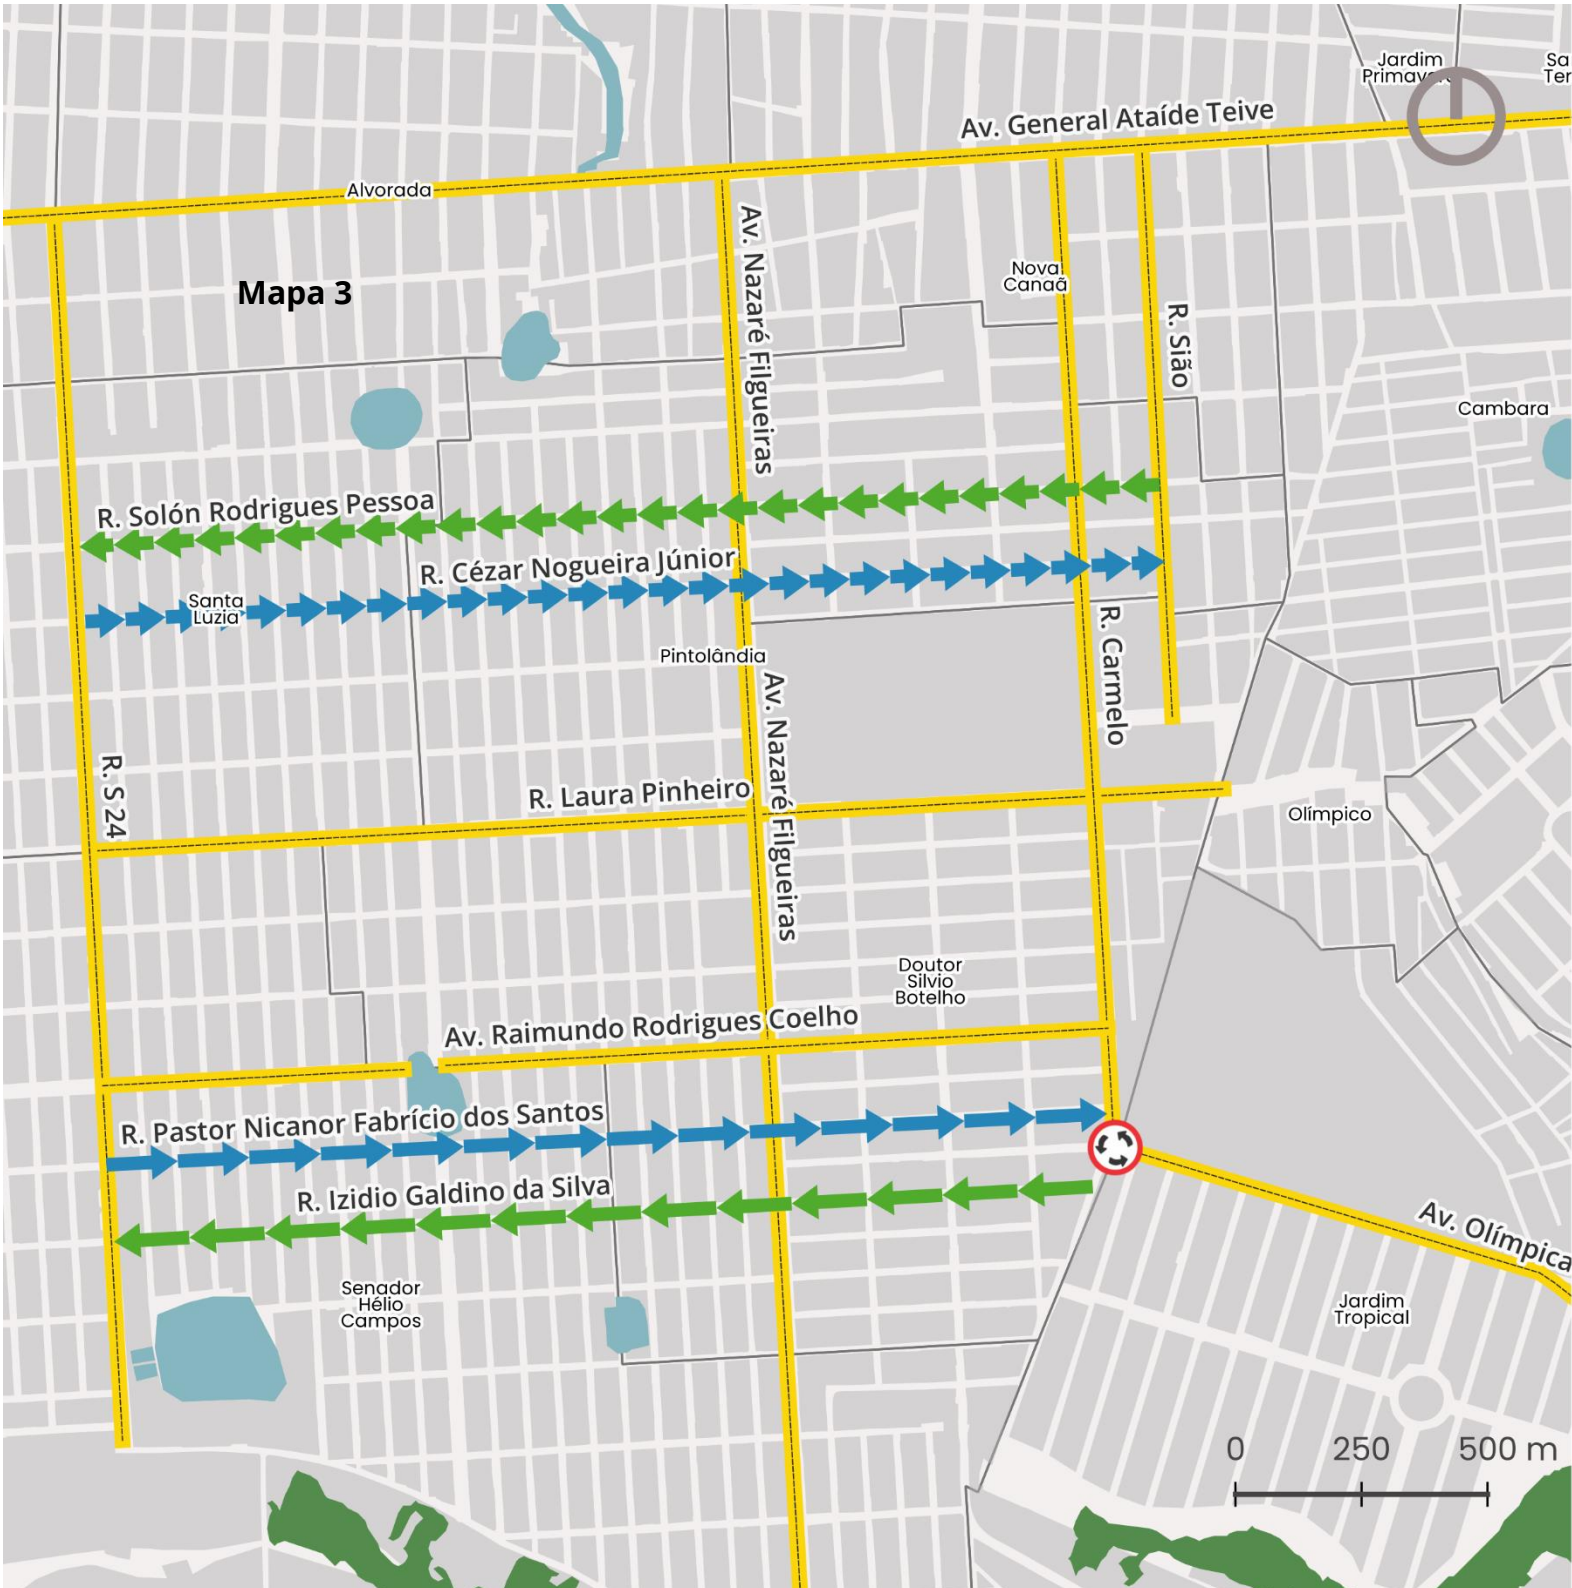 Jardim
Primav
Sa
Ter
Av. General Ataíde Teive
Alvorada
Av. Nazaré Filgueiras
Nova
Canaã
Mapa 3
R. Sião
Cambara
R. Solón Rodrigues Pessoa
R. Cézar Nogueira Júnior
Santa
Luzia
R. Carmelo
Pintolândia
Av. Nazaré Filgueiras
R. S 24
R. Laura Pinheiro
Olímpico
Doutor
Silvio
Botelho
Av. Raimundo Rodrigues Coelho
R. Pastor Nicanor Fabrício dos Santos
R. Izidio Galdino da Silva
Av. Olímpica
Senador
Hélio
Campos
Jardim
Tropical
0 250 500 m